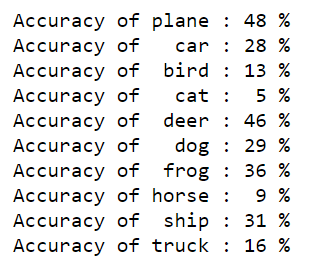 Accuracy of plane : 48 %
Accuracy of   car : 28 %
Accuracy of  bird : 13 %
Accuracy of   cat :  5 %
Accuracy of  deer : 46 %
Accuracy of   dog : 29 %
Accuracy of  frog : 36 %
Accuracy of horse :  9 %
Accuracy of  ship : 31 %
Accuracy of truck : 16 %